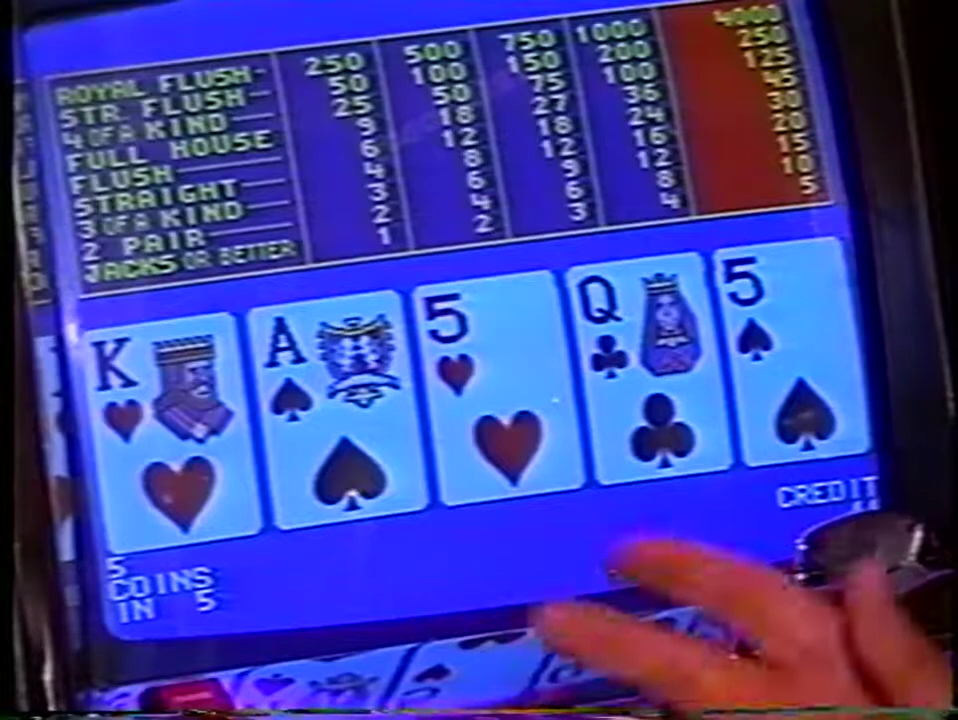 ROYAL FLUSH 250 500 750 1000 4000
STR. FLUSH 50 100 150 200 250
4 OF A KIND 25 50 75 100 125
FULL HOUSE 9 18 27 36 45
FLUSH 6 12 18 24 30
STRAIGHT 4 8 12 16 20
3 OF A KIND 3 6 9 12 15
2 PAIR 2 4 6 8 10
JACKS OR BETTER 1 2 3 4 5
K A 5 Q 5
CREDIT
5
COINS
IN 5